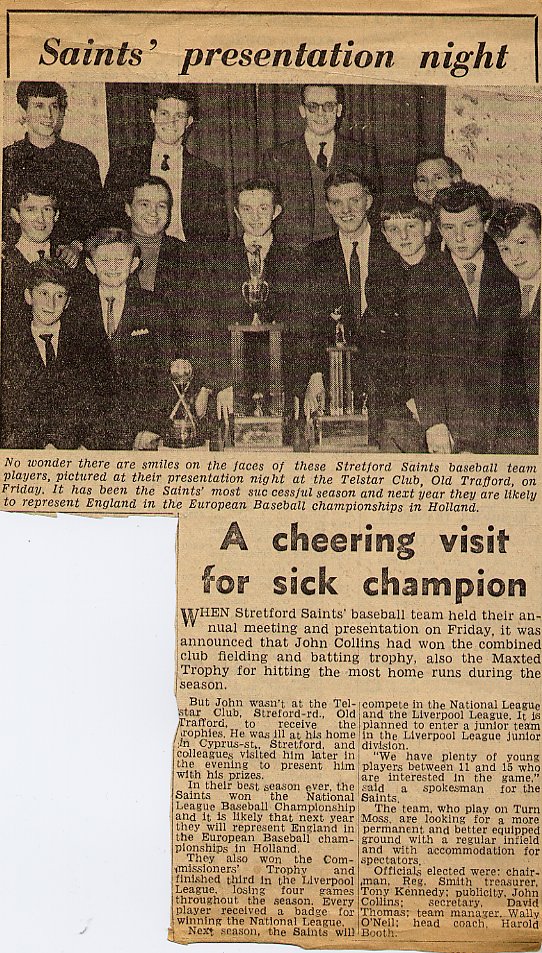 Saints' presentation night
No wonder there are smiles on the faces of these Stretford Saints baseball team
players, pictured at their presentation night at the Telstar Club, Old Trafford, on
Friday. It has been the Saints' most suc cessful season and next year they are likely
to represent England in the European Baseball championships in Holland.
A cheering visit
for sick champion
WHEN Stretford Saints' baseball team held their an-
nual meeting and presentation on Friday, it was
announced that John Collins had won the combined
club fielding and batting trophy, also the Maxted
Trophy for hitting the most home runs during the
season.
But John wasn't at the Tel-
star Club, Streford-rd., Old
Trafford, to receive the
trophies. He was ill at his home
in Cyprus-st., Stretford, and
colleagues visited him later in
the evening to present him
with his prizes.
In their best season ever, the
Saints won the National
League Baseball Championship
and it is likely that next year
they will represent England in
the European Baseball cham-
pionships in Holland.
They also won the Com-
missioners' Trophy and
finished third in the Liverpool
League, losing four games
throughout the season. Every
player received a badge for
winning the National League.
Next season, the Saints will
compete in the National League
and the Liverpool League. It is
planned to enter a junior team
in the Liverpool League junior
division.
"We have plenty of young
players between 11 and 15 who
are interested in the game,"
said a spokesman for the
Saints.
The team, who play on Turn
Moss, are looking for a more
permanent and better equipped
ground with a regular infield
and with accommodation for
spectators.
Officials elected were: chair-
man, Reg. Smith treasurer,
Tony Kennedy; publicity, John
Collins; secretary, David
Thomas; team manager, Wally
O'Neil; head coach, Harold
Booth.